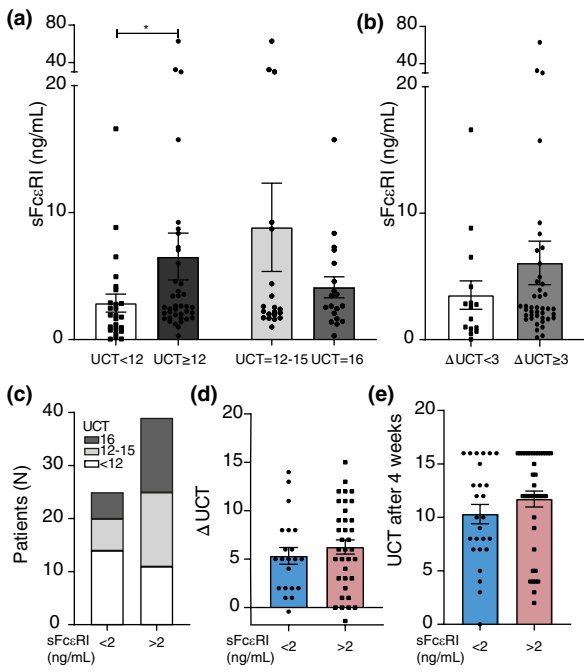 (a)
sFcεRI (ng/mL)
80
60
40
20
10
0
*
UCT<12 UCT≥12 UCT=12-15 UCT=16
(b)
sFcεRI (ng/mL)
80
60
40
20
10
0
ΔUCT<3 ΔUCT≥3
(c)
Patients (N)
40
30
20
10
0
UCT
16
12-15
<12
sFcεRI <2 >2
(ng/mL)
(d)
Δ UCT
20
15
10
5
0
sFcεRI <2 >2
(ng/mL)
(e)
UCT after 4 weeks
20
15
10
5
0
sFcεRI <2 >2
(ng/mL)